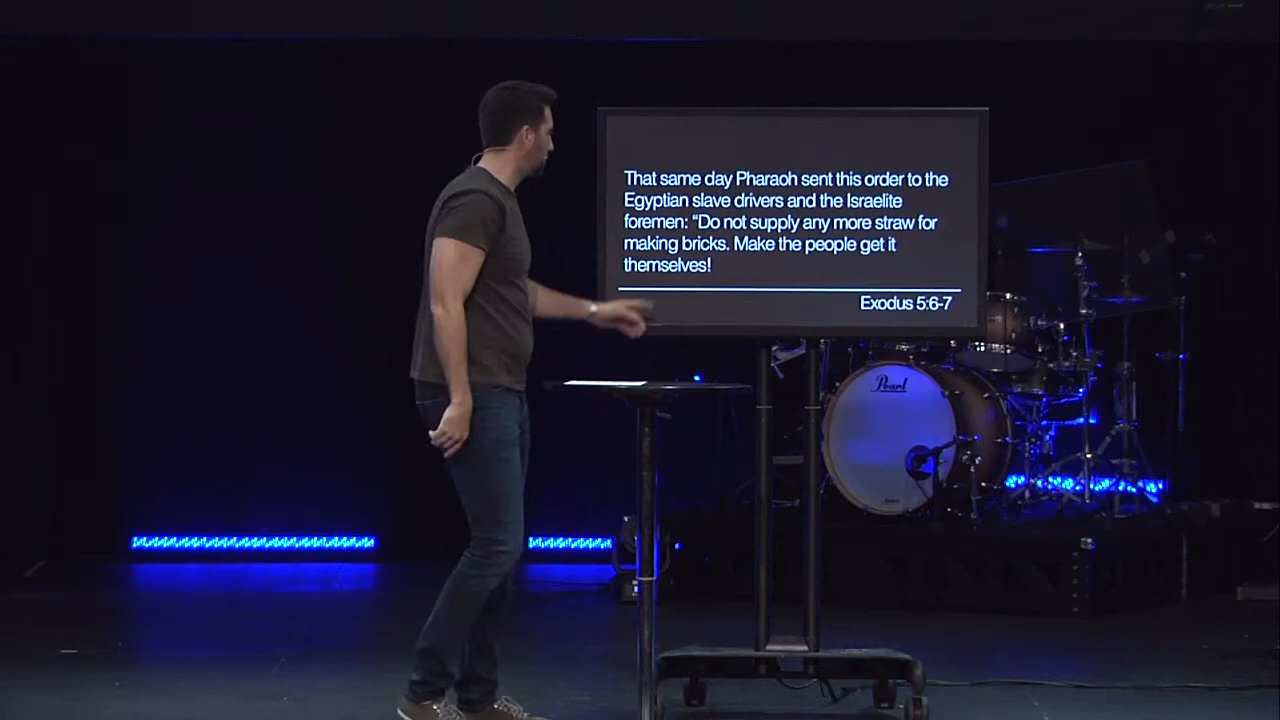 That same day Pharaoh sent this order to the
Egyptian slave drivers and the Israelite
foremen: “Do not supply any more straw for
making bricks. Make the people get it
themselves!
Exodus 5:6-7
Pearl